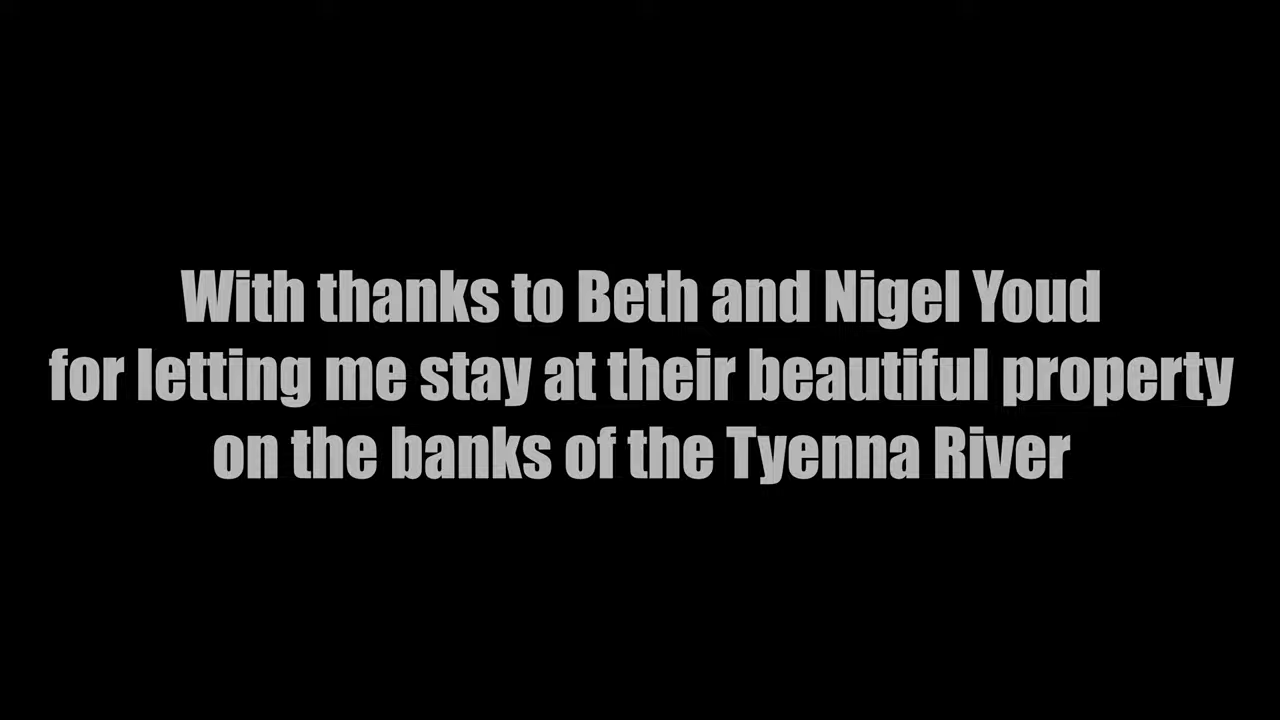 With thanks to Beth and Nigel Youd
for letting me stay at their beautiful property
on the banks of the Tyenna River